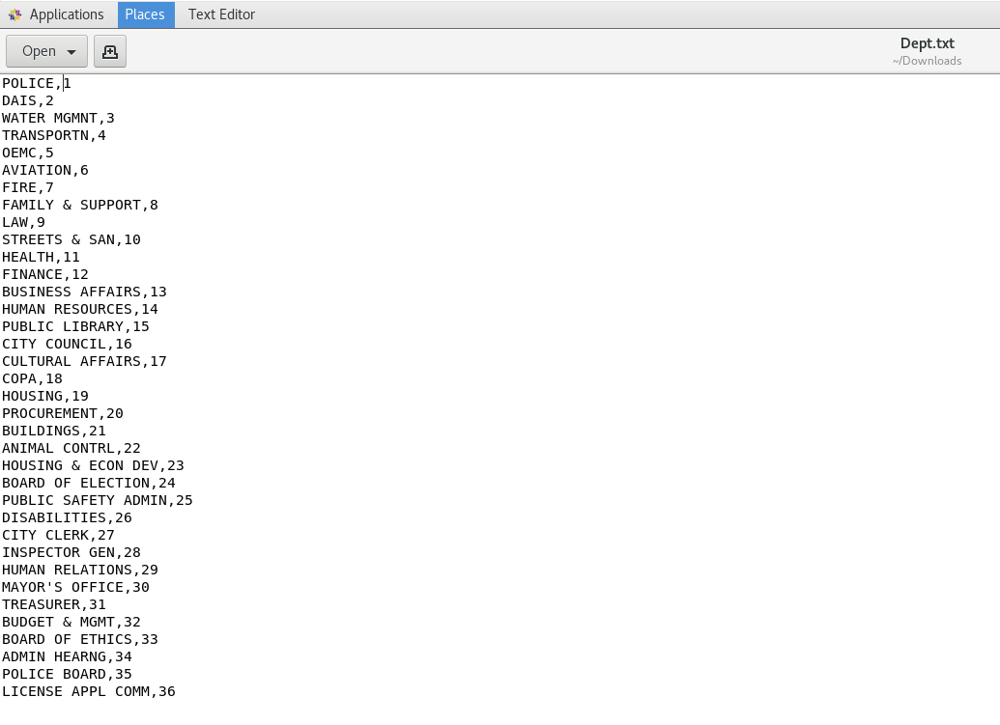 Applications Places Text Editor
Open
Dept.txt
~/Downloads
POLICE,1
DAIS,2
WATER MGMNT,3
TRANSPORTN,4
OEMC,5
AVIATION,6
FIRE,7
FAMILY & SUPPORT,8
LAW,9
STREETS & SAN,10
HEALTH,11
FINANCE,12
BUSINESS AFFAIRS,13
HUMAN RESOURCES,14
PUBLIC LIBRARY,15
CITY COUNCIL,16
CULTURAL AFFAIRS,17
COPA,18
HOUSING,19
PROCUREMENT,20
BUILDINGS,21
ANIMAL CONTRL,22
HOUSING & ECON DEV,23
BOARD OF ELECTION,24
PUBLIC SAFETY ADMIN,25
DISABILITIES,26
CITY CLERK,27
INSPECTOR GEN,28
HUMAN RELATIONS,29
MAYOR'S OFFICE,30
TREASURER,31
BUDGET & MGMT,32
BOARD OF ETHICS,33
ADMIN HEARNG,34
POLICE BOARD,35
LICENSE APPL COMM,36